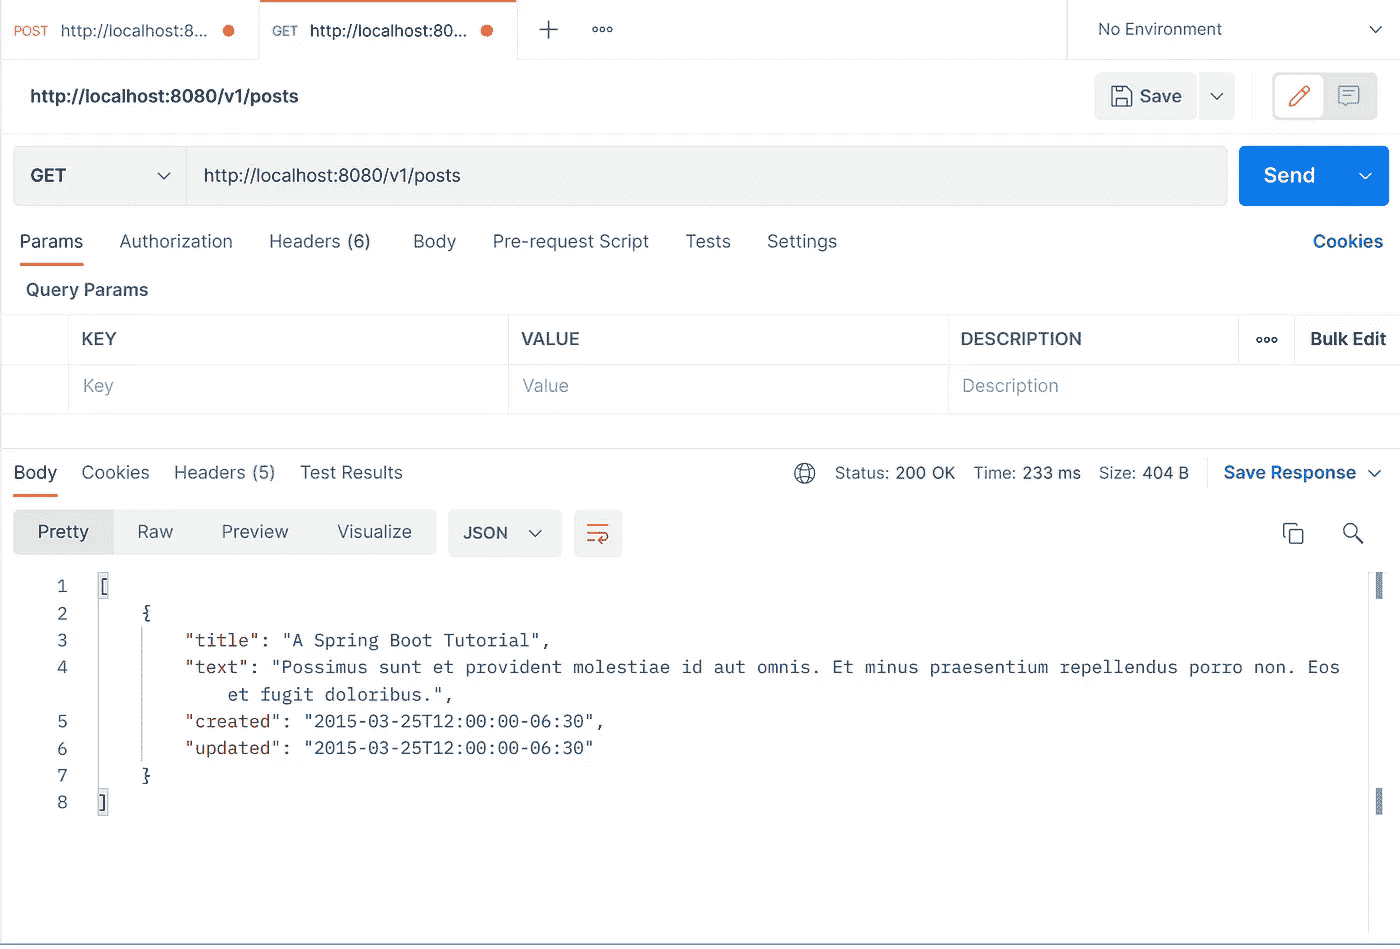 POST http://localhost:8... GET http://localhost:80... No Environment
http://localhost:8080/v1/posts Save
GET http://localhost:8080/v1/posts Send
Params Authorization Headers (6) Body Pre-request Script Tests Settings Cookies
Query Params
KEY VALUE DESCRIPTION Bulk Edit
Key Value Description
Body Cookies Headers (5) Test Results Status: 200 OK Time: 233 ms Size: 404 B Save Response
Pretty Raw Preview Visualize JSON
1 [
2 {
3 "title": "A Spring Boot Tutorial",
4 "text": "Possimus sunt et provident molestiae id aut omnis. Et minus praesentium repellendus porro non. Eos
et fugit doloribus.",
5 "created": "2015-03-25T12:00:00-06:30",
6 "updated": "2015-03-25T12:00:00-06:30"
7 }
8 ]